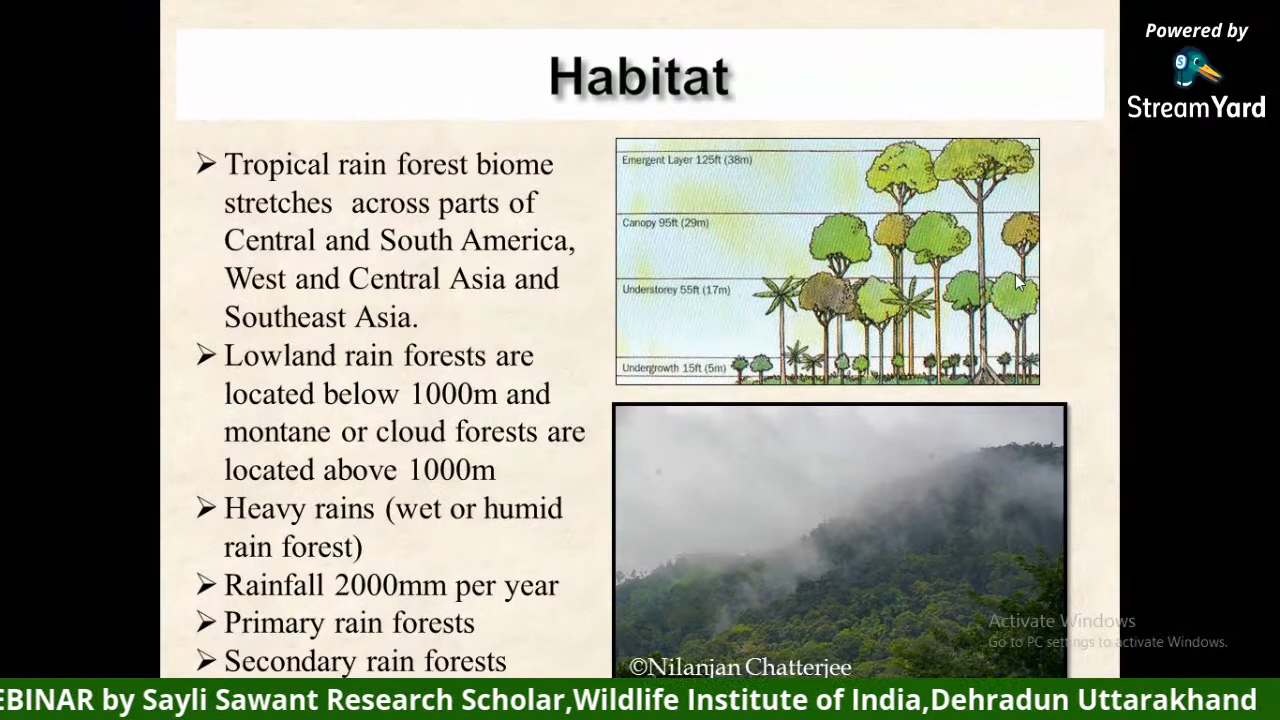 Powered by
StreamYard
Habitat
Tropical rain forest biome
stretches across parts of
Central and South America,
West and Central Asia and
Southeast Asia.
Lowland rain forests are
located below 1000m and
montane or cloud forests are
located above 1000m
Heavy rains (wet or humid
rain forest)
Rainfall 2000mm per year
Primary rain forests
Secondary rain forests
Emergent Layer 125ft (38m)
Canopy 95ft (29m)
Understorey 55ft (17m)
Undergrowth 15ft (5m)
©Nilanjan Chatterjee
Activate Windows
Go to PC settings to activate Windows.
EBINAR by Sayli Sawant Research Scholar,Wildlife Institute of India,Dehradun Uttarakhand